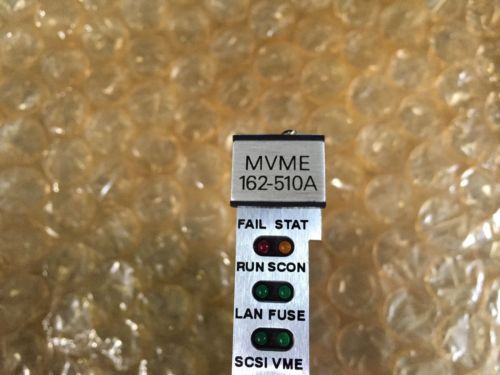 MVME
162-510A
FAIL STAT
RUN SCON
LAN FUSE
SCSI VME